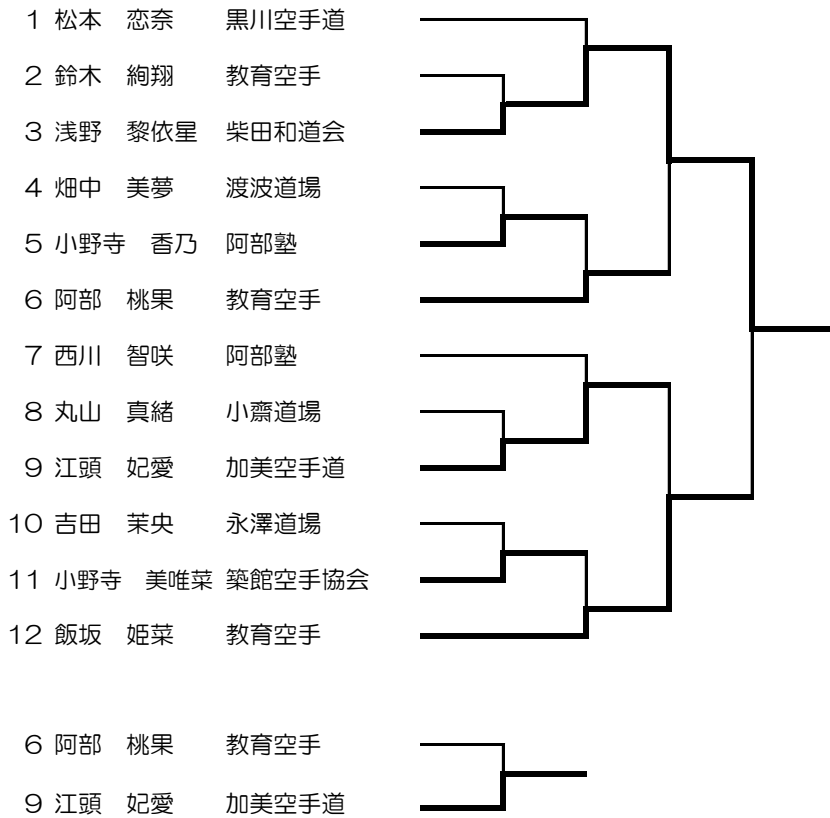 1 松本 恋奈 黒川空手道
2 鈴木 絢翔 教育空手
3 浅野 黎依星 柴田和道会
4 畑中 美夢 渡波道場
5 小野寺 香乃 阿部塾
6 阿部 桃果 教育空手
7 西川 智咲 阿部塾
8 丸山 真緒 小齋道場
9 江頭 妃愛 加美空手道
10 吉田 茉央 永澤道場
11 小野寺 美唯菜 築館空手協会
12 飯坂 姫菜 教育空手
6 阿部 桃果 教育空手
9 江頭 妃愛 加美空手道